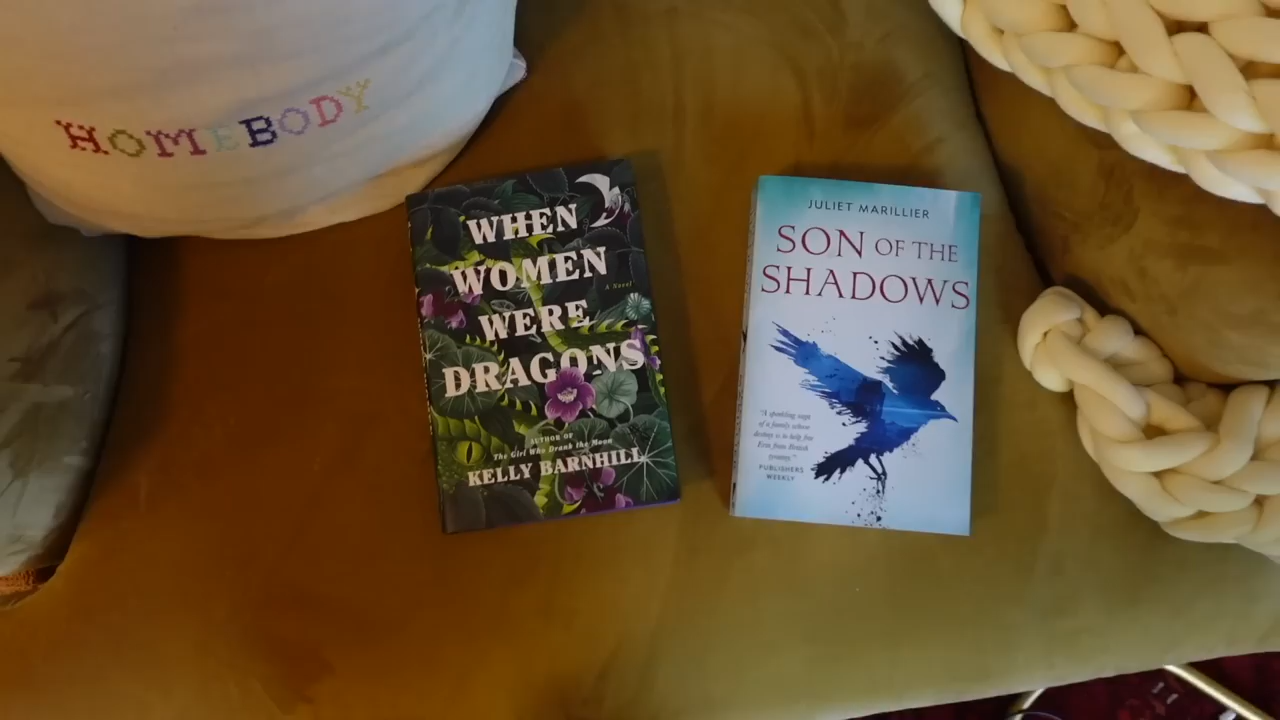 HOMEBODY
WHEN
WOMEN
A Novel
WERE
DRAGONS
AUTHOR OF
The Girl Who Drank the Moon
KELLY BARNHILL
JULIET MARILLIER
SON OF THE
SHADOWS
"A sparkling saga
of a family whose
destiny is to help free
Erin from British
tyranny."
PUBLISHERS
WEEKLY